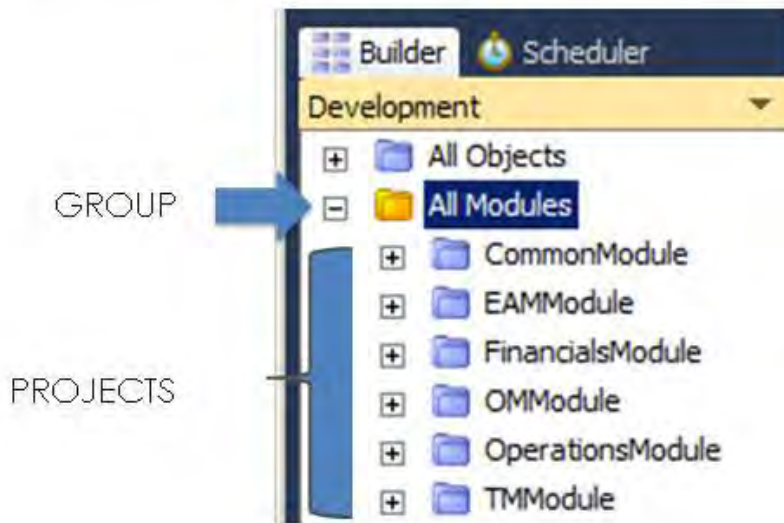 Builder Scheduler
Development
All Objects
GROUP All Modules
CommonModule
EAMModule
FinancialsModule
PROJECTS OMModule
OperationsModule
TMModule